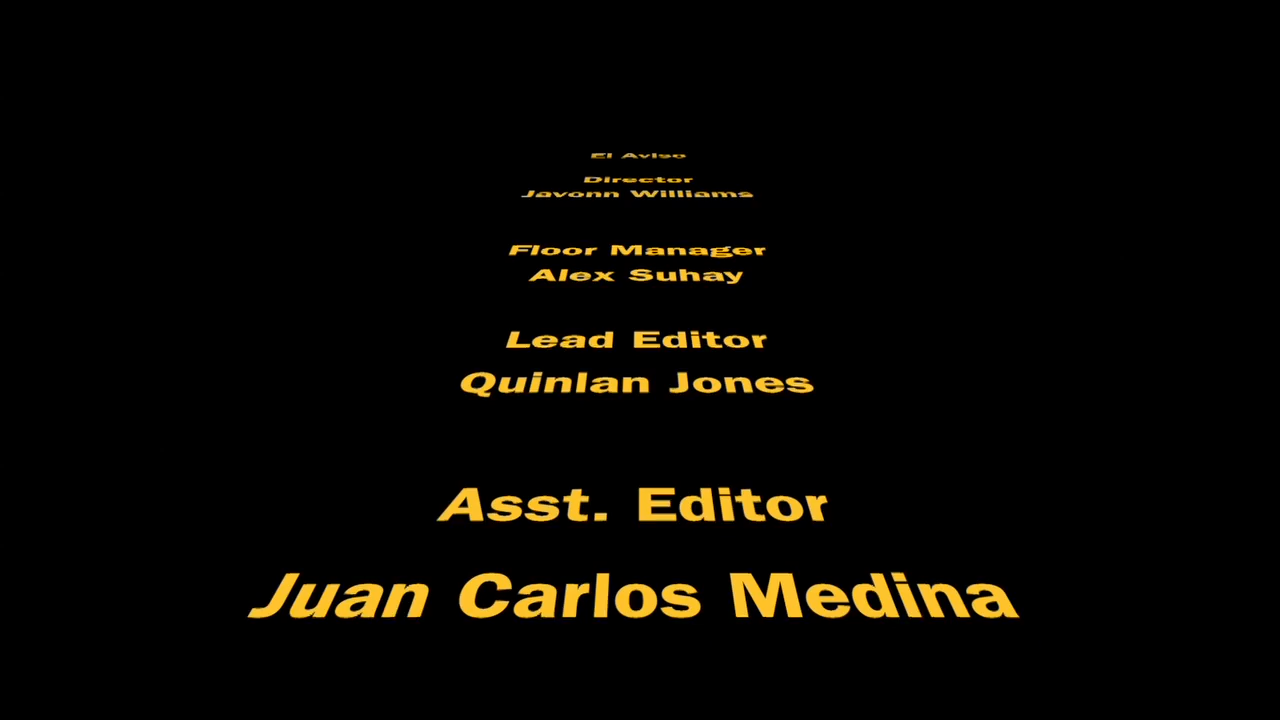 El Aviso
Director
Javonn Williams
Floor Manager
Alex Suhay
Lead Editor
Quinlan Jones
Asst. Editor
Juan Carlos Medina